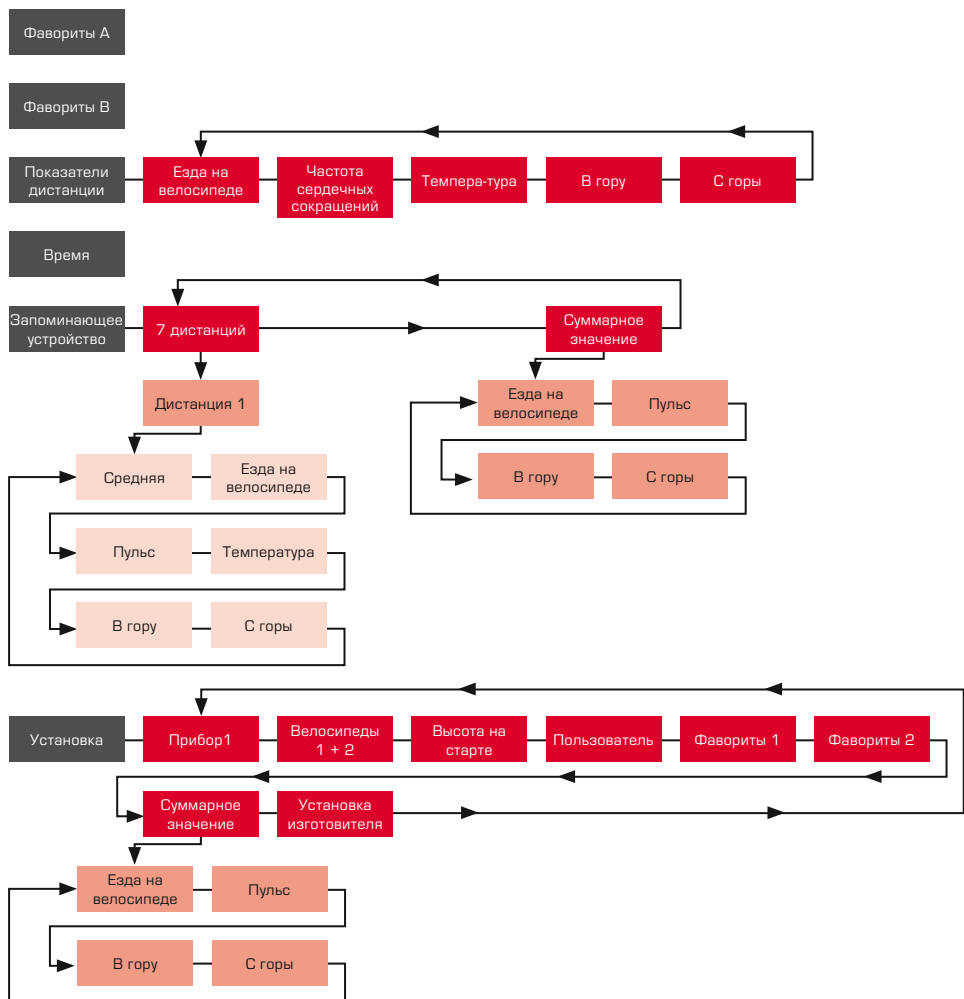 Фавориты A
Фавориты B
Показатели
дистанции
Езда на
велосипеде
Частота
сердечных
сокращений
Темпера-тура
В гору
С горы
Время
Запоминающее
устройство
7 дистанций
Суммарное
значение
Дистанция 1
Езда на
велосипеде
Пульс
Средняя
Езда на
велосипеде
В гору
С горы
Пульс
Температура
В гору
С горы
Установка
Прибор1
Велосипеды
1 + 2
Высота на
старте
Пользователь
Фавориты 1
Фавориты 2
Суммарное
значение
Установка
изготовителя
Езда на
велосипеде
Пульс
В гору
С горы